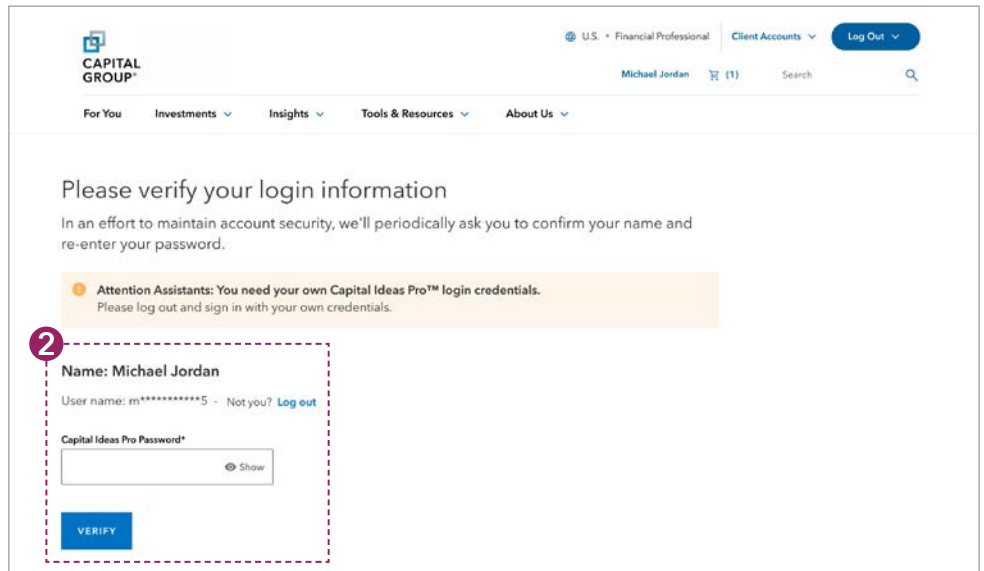 U.S. • Financial Professional Client Accounts Log Out
CAPITAL
GROUP®
Michael Jordan (1) Search
For You Investments Insights Tools & Resources About Us
Please verify your login information
In an effort to maintain account security, we'll periodically ask you to confirm your name and
re-enter your password.
Attention Assistants: You need your own Capital Ideas Pro™ login credentials.
Please log out and sign in with your own credentials.
2
Name: Michael Jordan
User name: m***********5 - Not you? Log out
Capital Ideas Pro Password*
Show
VERIFY